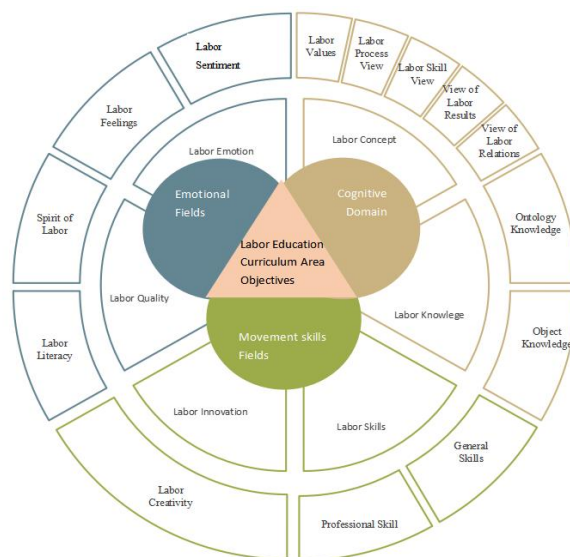 Labor
Sentiment
Labor
Values
Labor
Process
View
Labor Skill
View
View of
Labor
Results
View of
Labor
Relations
Labor
Feelings
Labor Emotion
Labor Concept
Emotional
Fields
Cognitive
Domain
Spirit of
Labor
Ontology
Knowledge
Labor Education
Curriculum Area
Objectives
Labor Quality
Labor Knowlege
Labor
Literacy
Object
Knowledge
Movement skills
Fields
Labor Innovation
Labor Skills
General
Skills
Labor
Creativity
Professional Skill